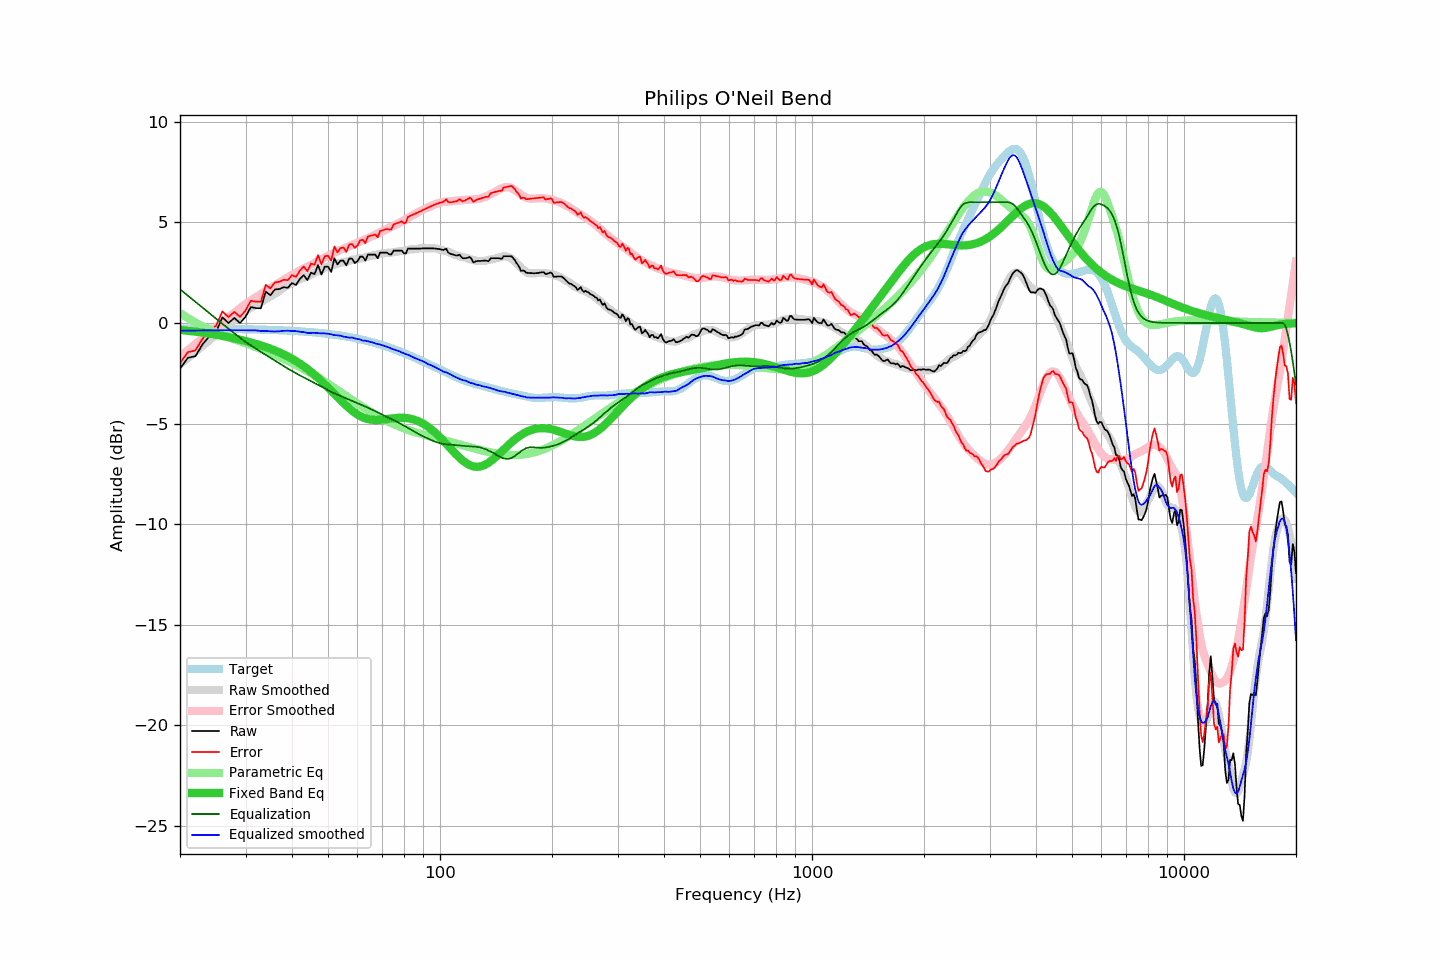 Philips O'Neil Bend
10
5
0
−5
−10
−15
−20
−25
Amplitude (dBr)
Target
Raw Smoothed
Error Smoothed
Raw
Error
Parametric Eq
Fixed Band Eq
Equalization
Equalized smoothed
100
1000
10000
Frequency (Hz)